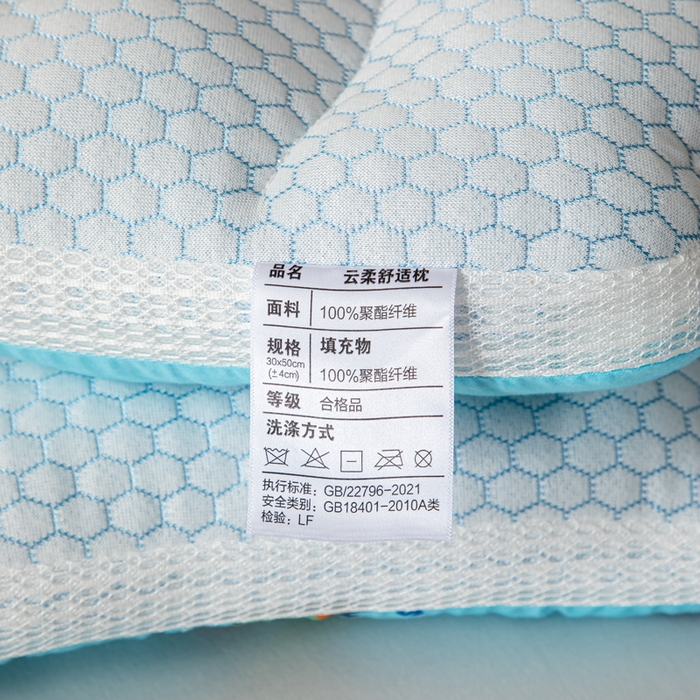 品名 云柔舒适枕
面料 100%聚酯纤维
规格 填充物
30x50cm
(±4cm) 100%聚酯纤维
等级 合格品
洗涤方式
执行标准：GB/22796-2021
安全类别：GB18401-2010A类
检验：LF